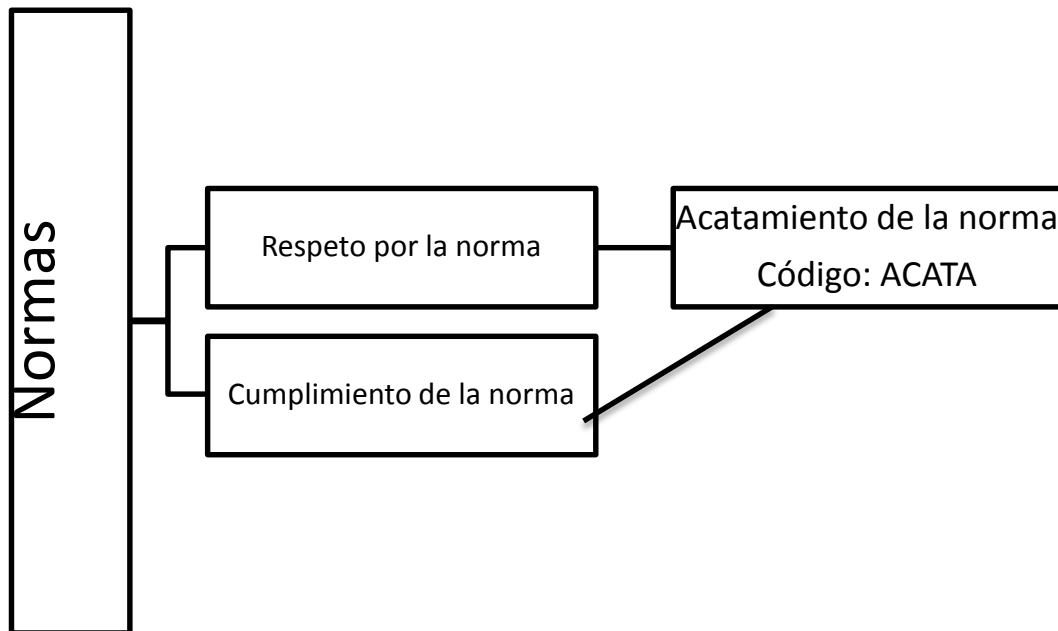 Normas
Respeto por la norma
Cumplimiento de la norma
Acatamiento de la norma
Código: ACATA